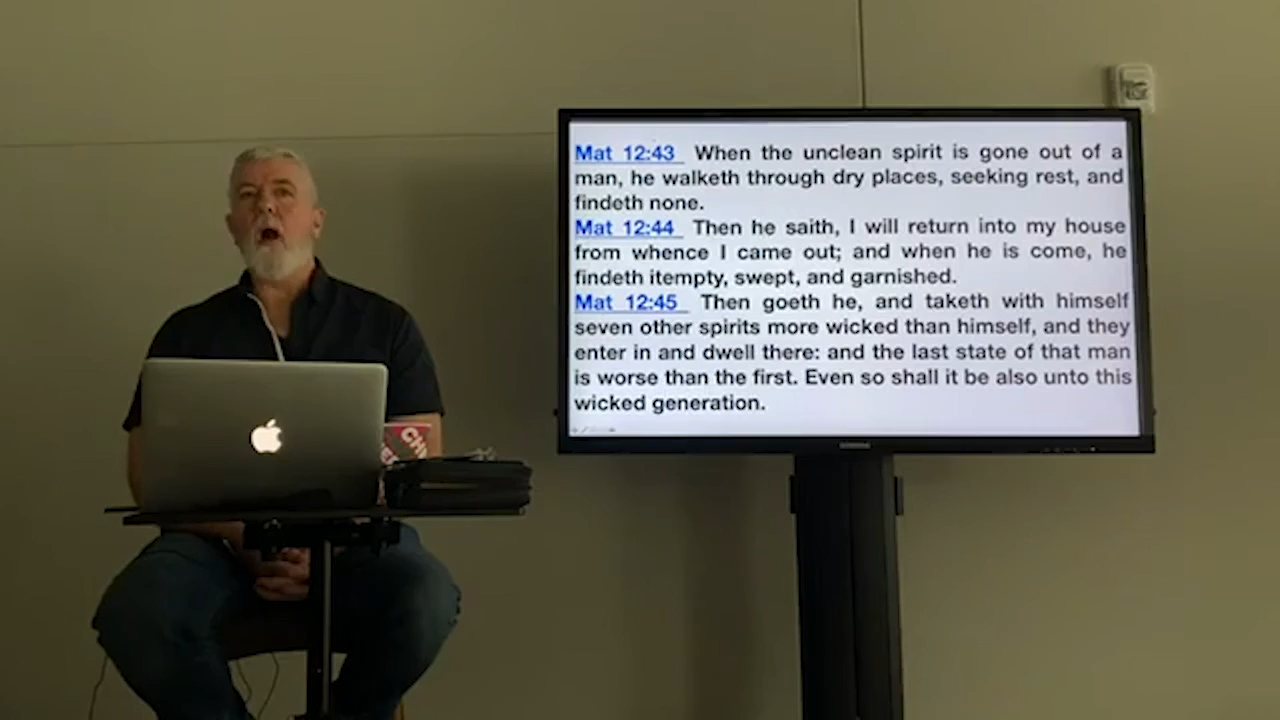 Mat 12:43 When the unclean spirit is gone out of a
man, he walketh through dry places, seeking rest, and
findeth none.
Mat 12:44 Then he saith, I will return into my house
from whence I came out; and when he is come, he
findeth itempty, swept, and garnished.
Mat 12:45 Then goeth he, and taketh with himself
seven other spirits more wicked than himself, and they
enter in and dwell there: and the last state of that man
is worse than the first. Even so shall it be also unto this
wicked generation.